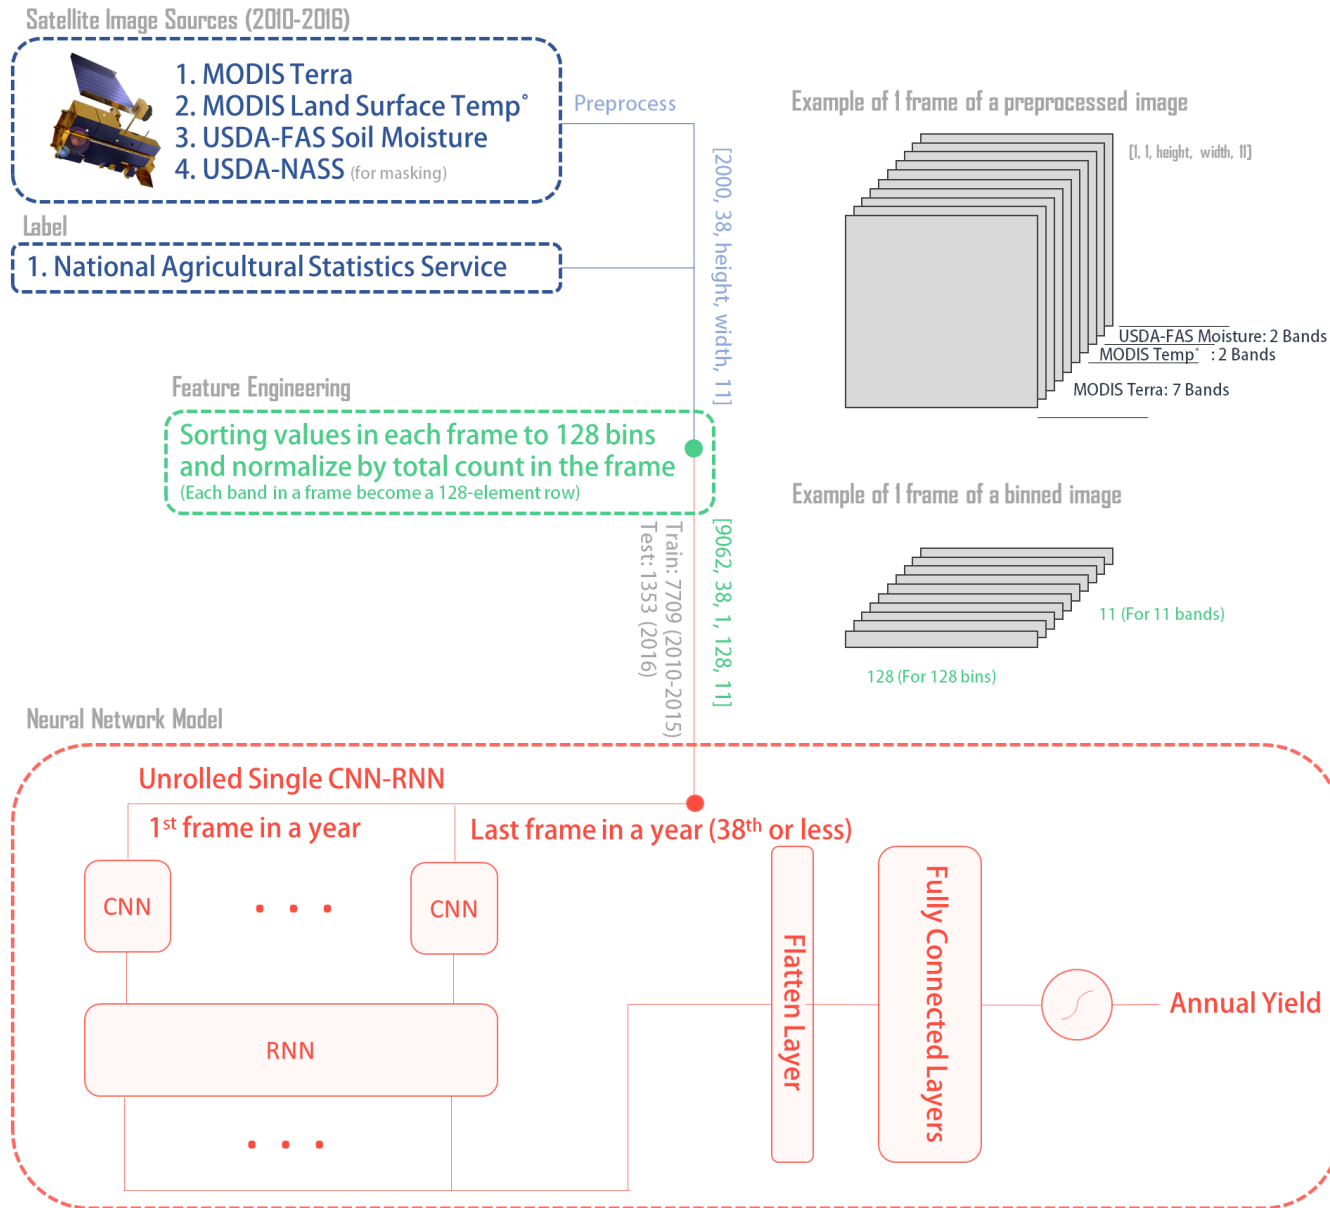 Satellite Image Sources (2010-2016)
1. MODIS Terra
2. MODIS Land Surface Temp°
3. USDA-FAS Soil Moisture
4. USDA-NASS (for masking)
Preprocess
Label
1. National Agricultural Statistics Service
[2000, 38, height, width, 11]
Example of 1 frame of a preprocessed image
[1, 1, height, width, 11]
USDA-FAS Moisture: 2 Bands
MODIS Temp° : 2 Bands
MODIS Terra: 7 Bands
Feature Engineering
Sorting values in each frame to 128 bins
and normalize by total count in the frame
(Each band in a frame become a 128-element row)
Example of 1 frame of a binned image
11 (For 11 bands)
128 (For 128 bins)
[9062, 38, 1, 128, 11]
Train: 7709 (2010-2015)
Test: 1353 (2016)
Neural Network Model
Unrolled Single CNN-RNN
1st frame in a year
Last frame in a year (38th or less)
CNN
. . .
CNN
RNN
. . .
Flatten Layer
Fully Connected Layers
Annual Yield